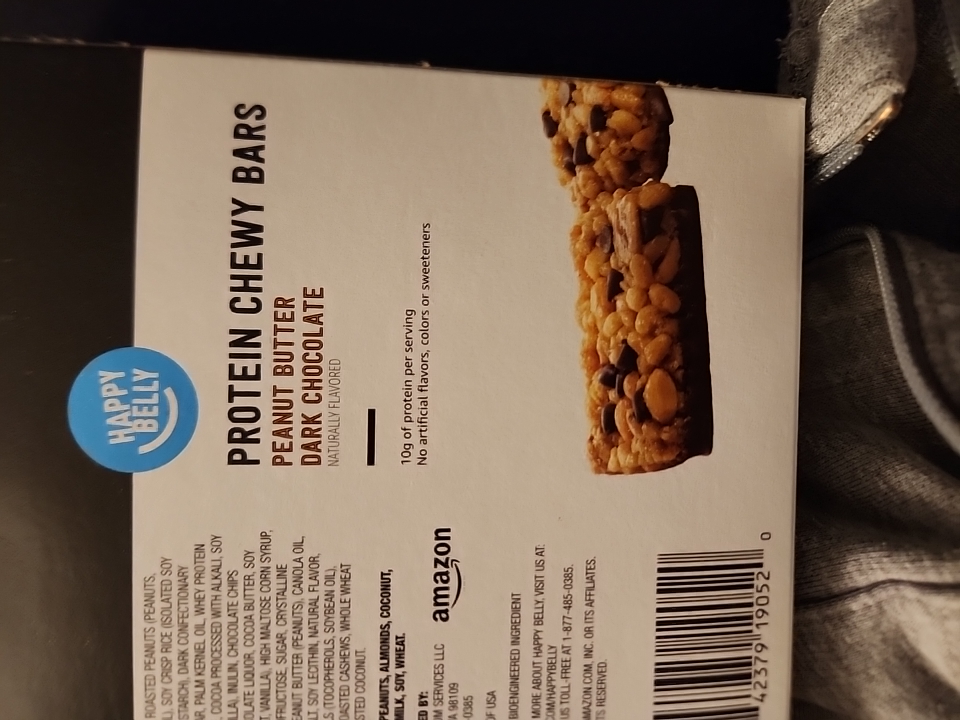 HAPPY
BELLY
PROTEIN CHEWY BARS
PEANUT BUTTER
DARK CHOCOLATE
NATURALLY FLAVORED
10g of protein per serving
No artificial flavors, colors or sweeteners
ROASTED PEANUTS (PEANUTS,
SOY CRISP RICE (ISOLATED SOY
STARCH), DARK CONFECTIONARY
PALM KERNEL OIL, WHEY PROTEIN
COCOA PROCESSED WITH ALKALI, SOY
INULIN, CHOCOLATE CHIPS
LIQUOR, COCOA BUTTER, SOY
VANILLA), HIGH MALTOSE CORN SYRUP,
FRUCTOSE, SUGAR, CRYSTALLINE
BUTTER (PEANUTS), CANOLA OIL,
SOY LECITHIN, NATURAL FLAVOR,
(TOCOPHEROLS, SOYBEAN OIL),
CASHEWS, WHOLE WHEAT
COCONUT.
PEANUTS, ALMONDS, COCONUT,
MILK, SOY, WHEAT.
BY:
SERVICES LLC
98109
0385
OF USA
amazon
BIOENGINEERED INGREDIENT
MORE ABOUT HAPPY BELLY, VISIT US AT:
COM/HAPPYBELLY
US TOLL-FREE AT 1-877-485-0385.
AMAZON.COM, INC. OR ITS AFFILIATES.
RESERVED.
42379 19052 0